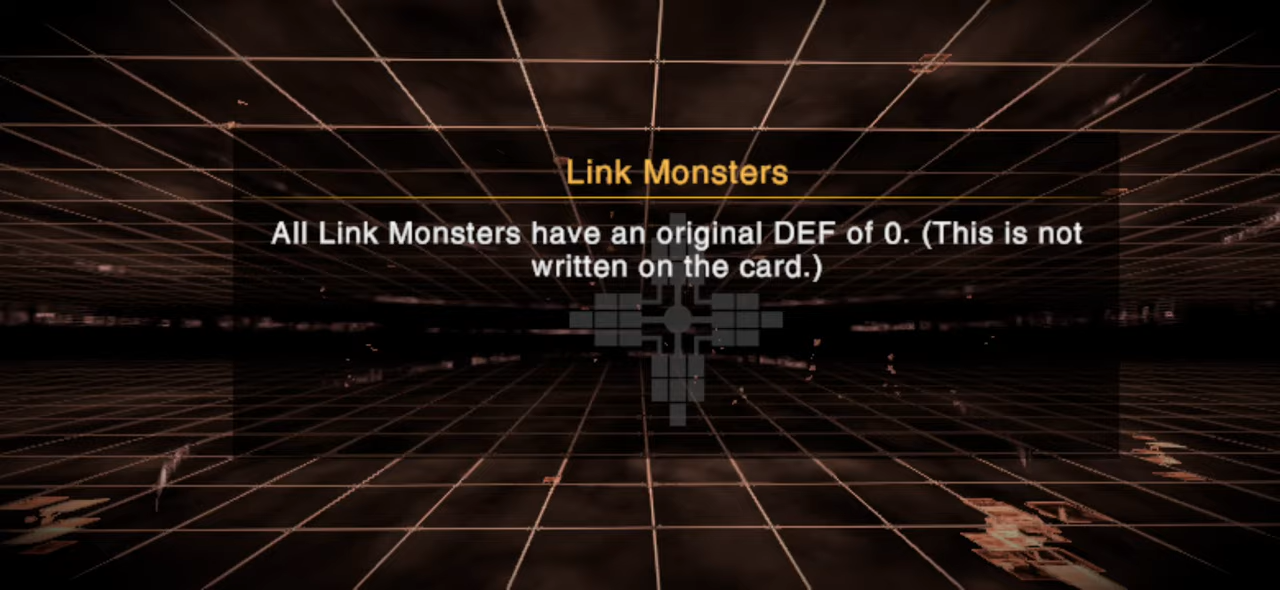 Link Monsters
All Link Monsters have an original DEF of 0. (This is not
written on the card.)